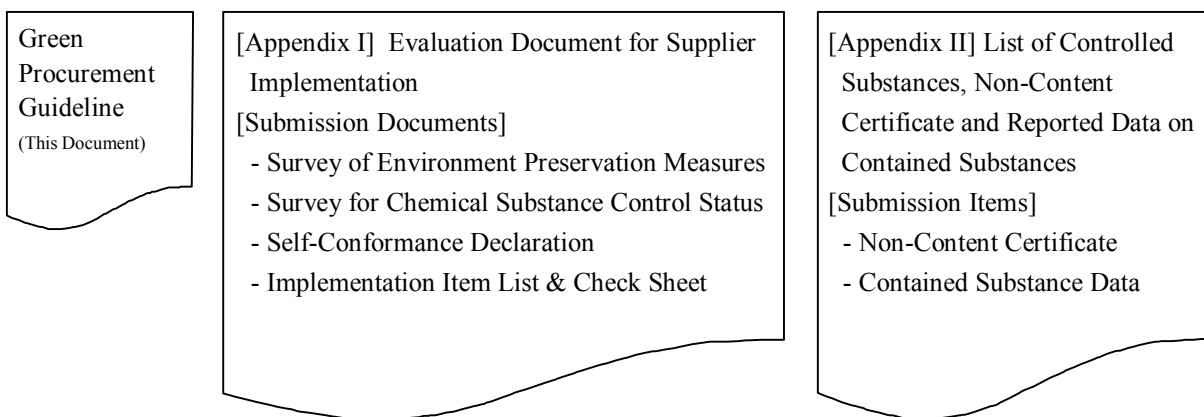 Green
Procurement
Guideline
(This Document)
[Appendix I] Evaluation Document for Supplier
Implementation
[Submission Documents]
- Survey of Environment Preservation Measures
- Survey for Chemical Substance Control Status
- Self-Conformance Declaration
- Implementation Item List & Check Sheet
[Appendix II] List of Controlled
Substances, Non-Content
Certificate and Reported Data on
Contained Substances
[Submission Items]
- Non-Content Certificate
- Contained Substance Data